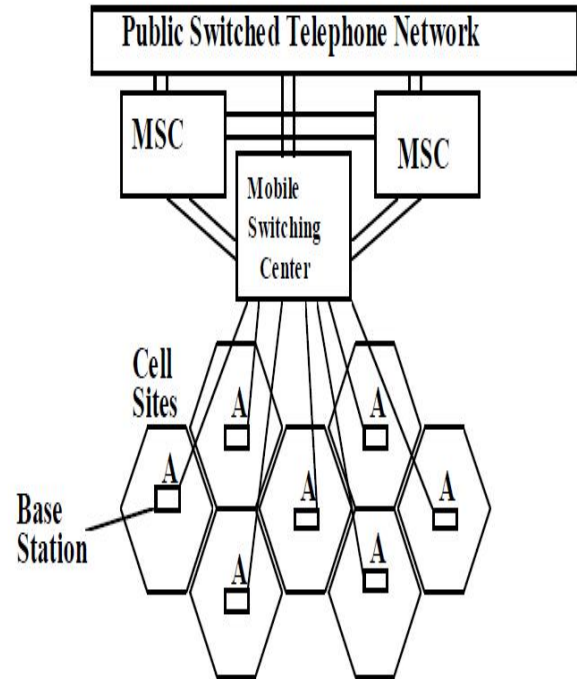 Public Switched Telephone Network
MSC
MSC
Mobile
Switching
Center
Cell
Sites
A
A
A
A
A
Base
Station
A
A